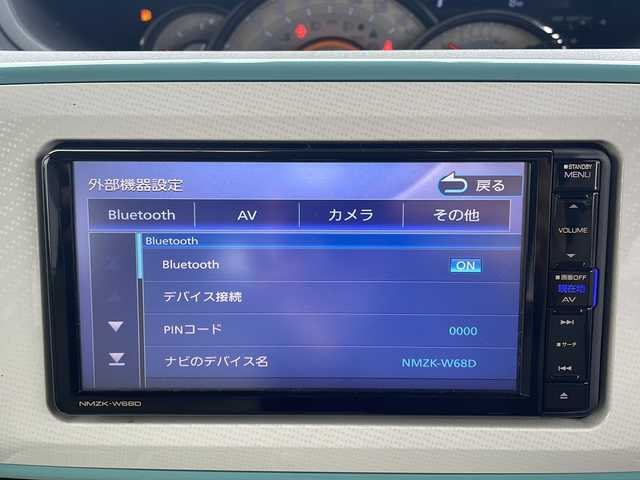 外部機器設定
戻る
Bluetooth AV カメラ その他
Bluetooth
Bluetooth ON
デバイス接続
PINコード 0000
ナビのデバイス名 NMZK-W68D
NMZK-W68D
STANDBY
MENU
VOLUME
画面OFF
現在地
AV
サーチ